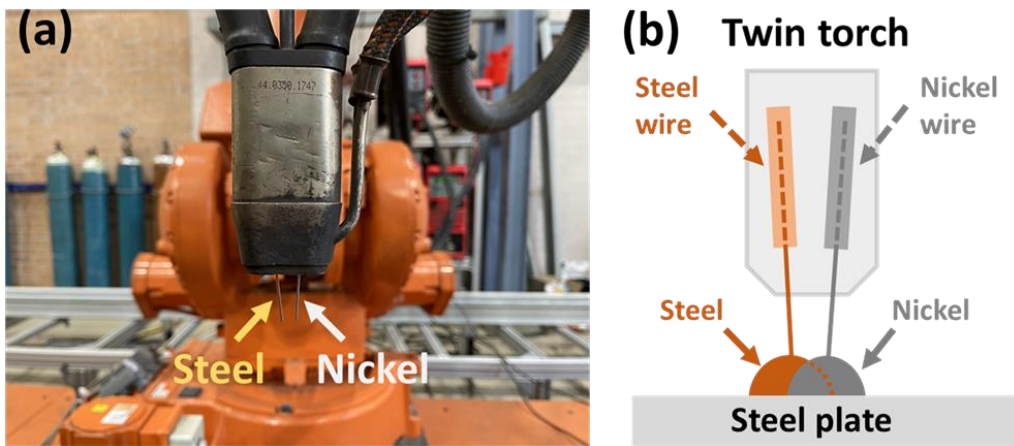 (a)
44.0350.1747
Steel
Nickel
(b)
Twin torch
Steel
wire
Nickel
wire
Steel
Nickel
Steel plate